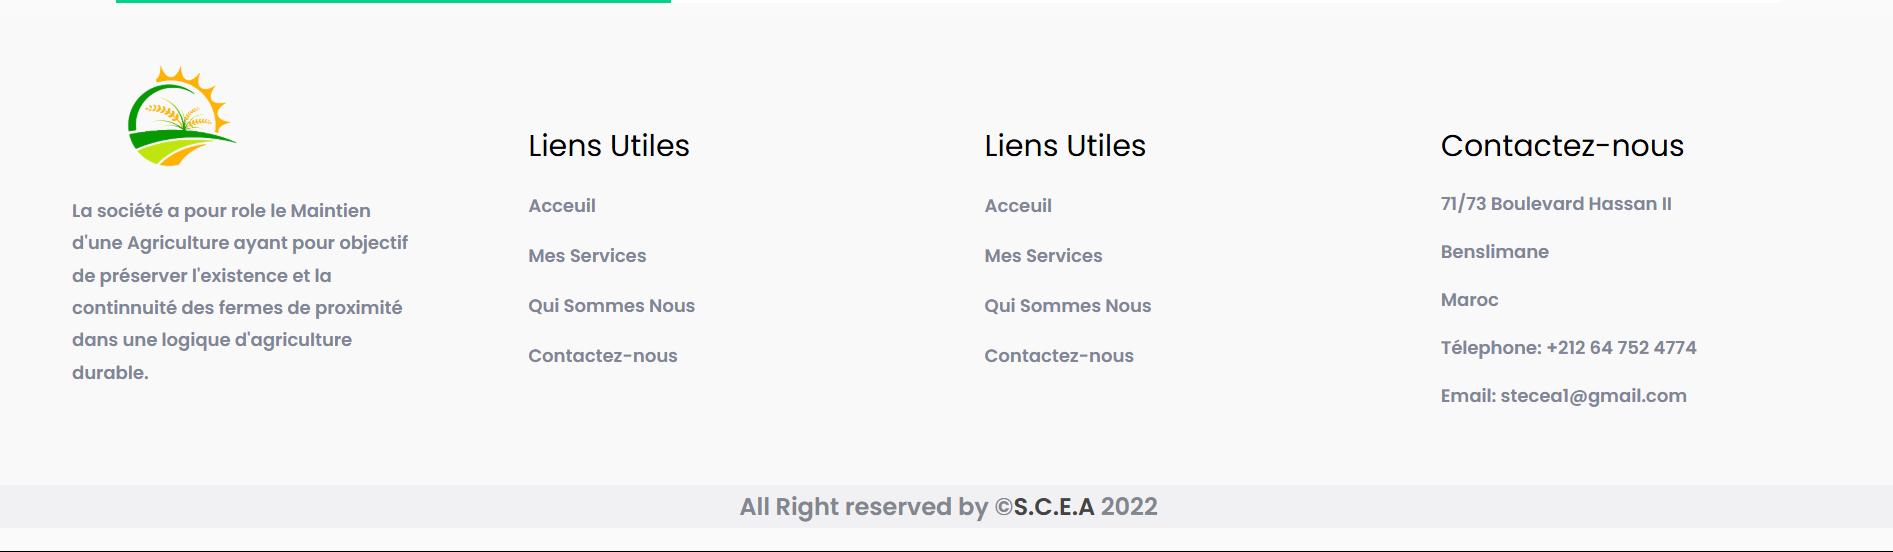 La société a pour role le Maintien
d'une Agriculture ayant pour objectif
de préserver l'existence et la
continnuité des fermes de proximité
dans une logique d'agriculture
durable.
Liens Utiles
Acceuil
Mes Services
Qui Sommes Nous
Contactez-nous
Liens Utiles
Acceuil
Mes Services
Qui Sommes Nous
Contactez-nous
Contactez-nous
71/73 Boulevard Hassan II
Benslimane
Maroc
Télephone: +212 64 752 4774
Email: stecea1@gmail.com
All Right reserved by ©S.C.E.A 2022